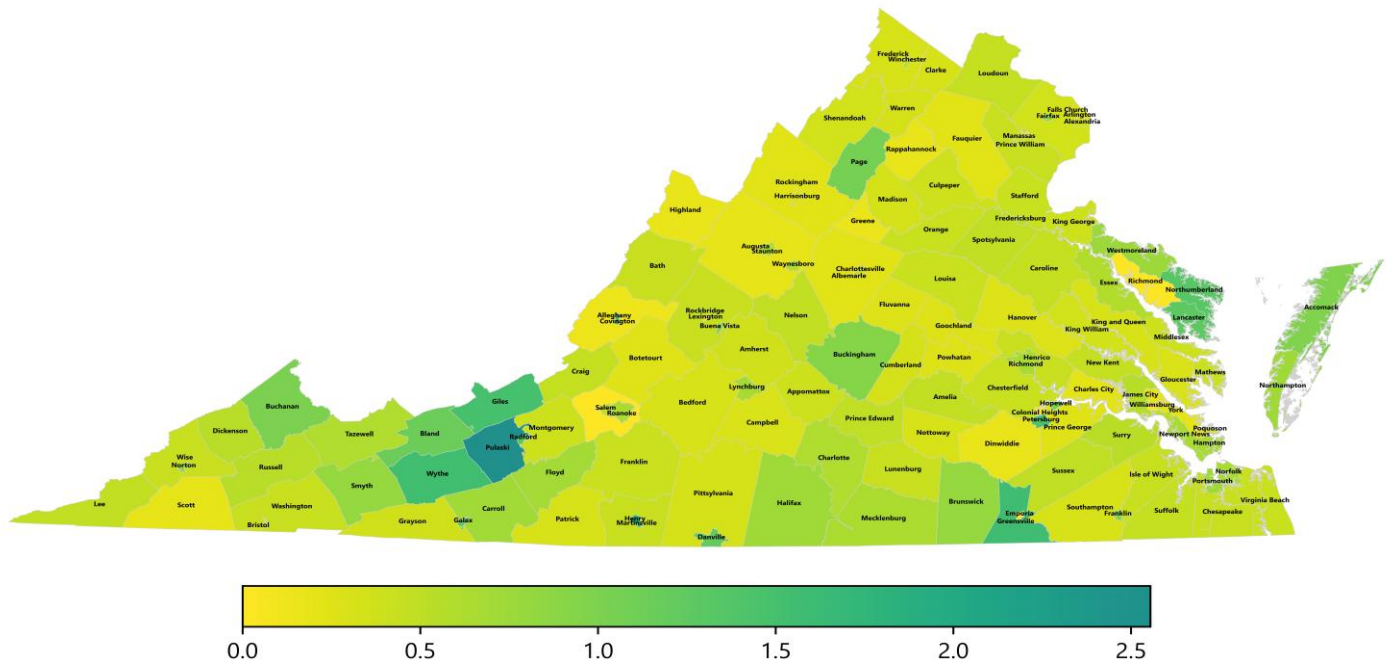 Frederick
Winchester
Clarke
Loudoun
Falls Church
Fairfax
Arlington
Alexandria
Warren
Shenandoah
Fauquier
Manassas
Prince William
Rappahannock
Page
Rockingham
Harrisonburg
Culpeper
Madison
Stafford
Highland
Greene
Fredericksburg
King George
Orange
Spotsylvania
Augusta
Staunton
Waynesboro
Westmoreland
Bath
Charlottesville
Albemarle
Caroline
Louisa
Essex
Richmond
Northumberland
Accomack
Fluvanna
Rockbridge
Lexington
Nelson
Alleghany
Covington
Buena Vista
Goochland
Hanover
King and Queen
King William
Lancaster
Middlesex
Amherst
Buckingham
Botetourt
Cumberland
Powhatan
Henrico
Richmond
New Kent
Mathews
Craig
Gloucester
Northampton
Lynchburg
Appomattox
Chesterfield
Charles City
James City
Williamsburg
York
Amelia
Giles
Bedford
Salem
Roanoke
Hopewell
Colonial Heights
Petersburg
Prince George
Buchanan
Prince Edward
Campbell
Montgomery
Radford
Dickenson
Tazewell
Bland
Pulaski
Nottoway
Dinwiddie
Surry
Poquoson
Newport News
Hampton
Wise
Norton
Russell
Wythe
Floyd
Franklin
Charlotte
Lunenburg
Sussex
Isle of Wight
Norfolk
Portsmouth
Smyth
Lee
Scott
Washington
Carroll
Pittsylvania
Halifax
Brunswick
Virginia Beach
Southampton
Franklin
Suffolk
Chesapeake
Bristol
Grayson
Galax
Patrick
Henry
Martinsville
Mecklenburg
Emporia
Greensville
Danville
0.0 0.5 1.0 1.5 2.0 2.5